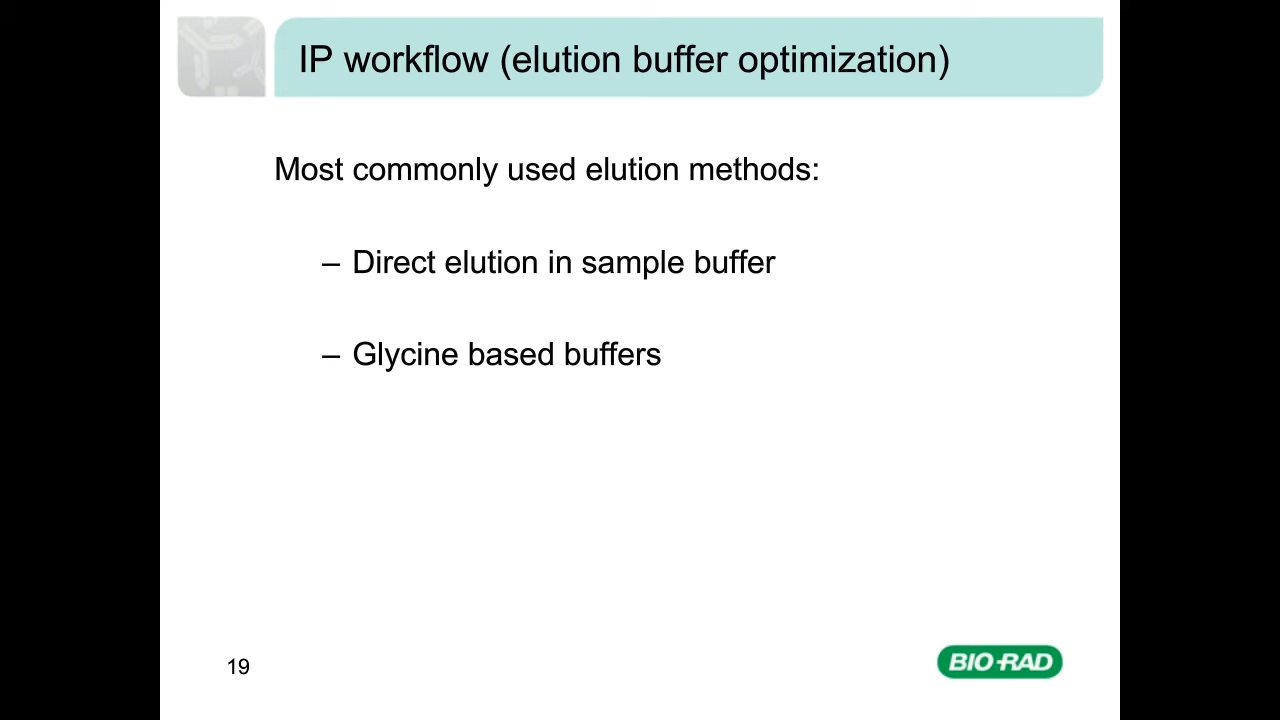 IP workflow (elution buffer optimization)
Most commonly used elution methods:
– Direct elution in sample buffer
– Glycine based buffers
19
BIO-RAD